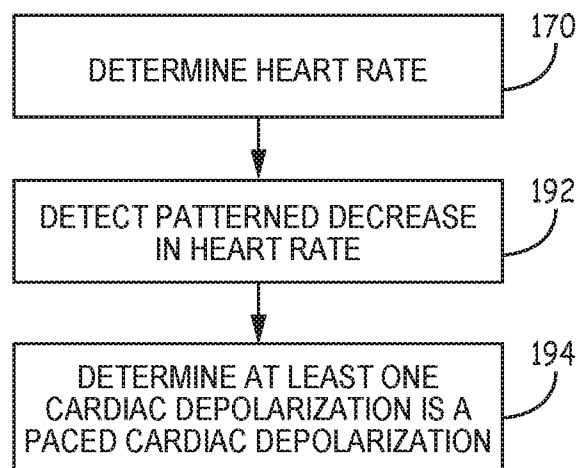 170
DETERMINE HEART RATE
192
DETECT PATTERNED DECREASE
IN HEART RATE
194
DETERMINE AT LEAST ONE
CARDIAC DEPOLARIZATION IS A
PACED CARDIAC DEPOLARIZATION